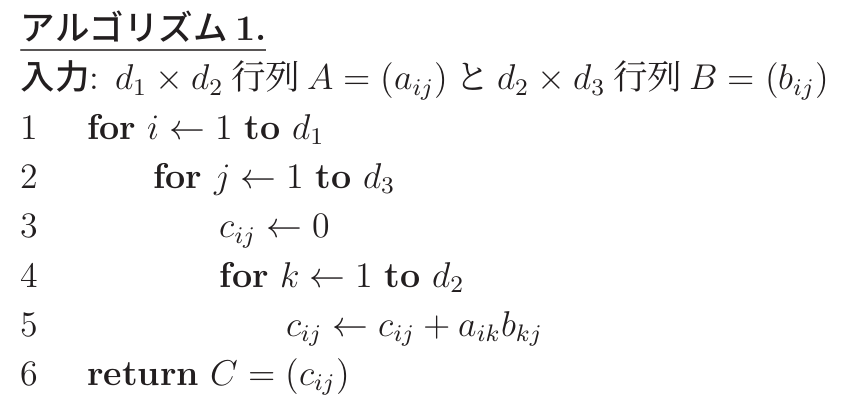 アルゴリズム 1.
入力: d₁ × d₂ 行列 A = (aᵢⱼ) と d₂ × d₃ 行列 B = (bᵢⱼ)
1 for i ← 1 to d₁
2 for j ← 1 to d₃
3 cᵢⱼ ← 0
4 for k ← 1 to d₂
5 cᵢⱼ ← cᵢⱼ + aᵢₖbₖⱼ
6 return C = (cᵢⱼ)